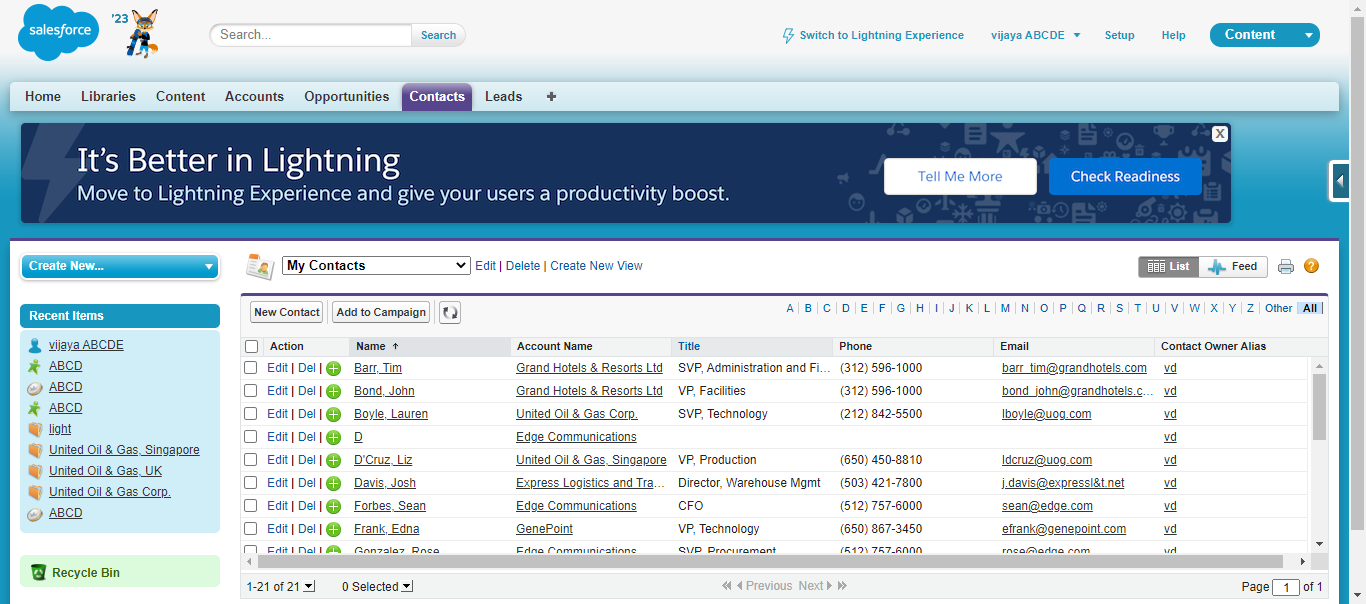 salesforce '23 Search... Search Switch to Lightning Experience vijaya ABCDE Setup Help Content
Home Libraries Content Accounts Opportunities Contacts Leads +
It's Better in Lightning
Move to Lightning Experience and give your users a productivity boost.
Tell Me More Check Readiness X
Create New...
Recent Items
vijaya ABCDE
ABCD
ABCD
ABCD
light
United Oil & Gas, Singapore
United Oil & Gas, UK
United Oil & Gas Corp.
ABCD
Recycle Bin
My Contacts Edit | Delete | Create New View List Feed ?
New Contact Add to Campaign A B C D E F G H I J K L M N O P Q R S T U V W X Y Z Other All
Action Name Account Name Title Phone Email Contact Owner Alias
Edit | Del | Barr, Tim Grand Hotels & Resorts Ltd SVP, Administration and Fi... (312) 596-1000 barr_tim@grandhotels.com vd
Edit | Del | Bond, John Grand Hotels & Resorts Ltd VP, Facilities (312) 596-1000 bond_john@grandhotels.c... vd
Edit | Del | Boyle, Lauren United Oil & Gas Corp. SVP, Technology (212) 842-5500 lboyle@uog.com vd
Edit | Del | D Edge Communications vd
Edit | Del | D'Cruz, Liz United Oil & Gas, Singapore VP, Production (650) 450-8810 ldcruz@uog.com vd
Edit | Del | Davis, Josh Express Logistics and Tra... Director, Warehouse Mgmt (503) 421-7800 j.davis@expressl&t.net vd
Edit | Del | Forbes, Sean Edge Communications CFO (512) 757-6000 sean@edge.com vd
Edit | Del | Frank, Edna GenePoint VP, Technology (650) 867-3450 efrank@genepoint.com vd
Edit | Del | Gonzalez, Rose Edge Communications SVP, Procurement (512) 757-6000 rose@edge.com vd
1-21 of 21 0 Selected Previous Next Page 1 of 1